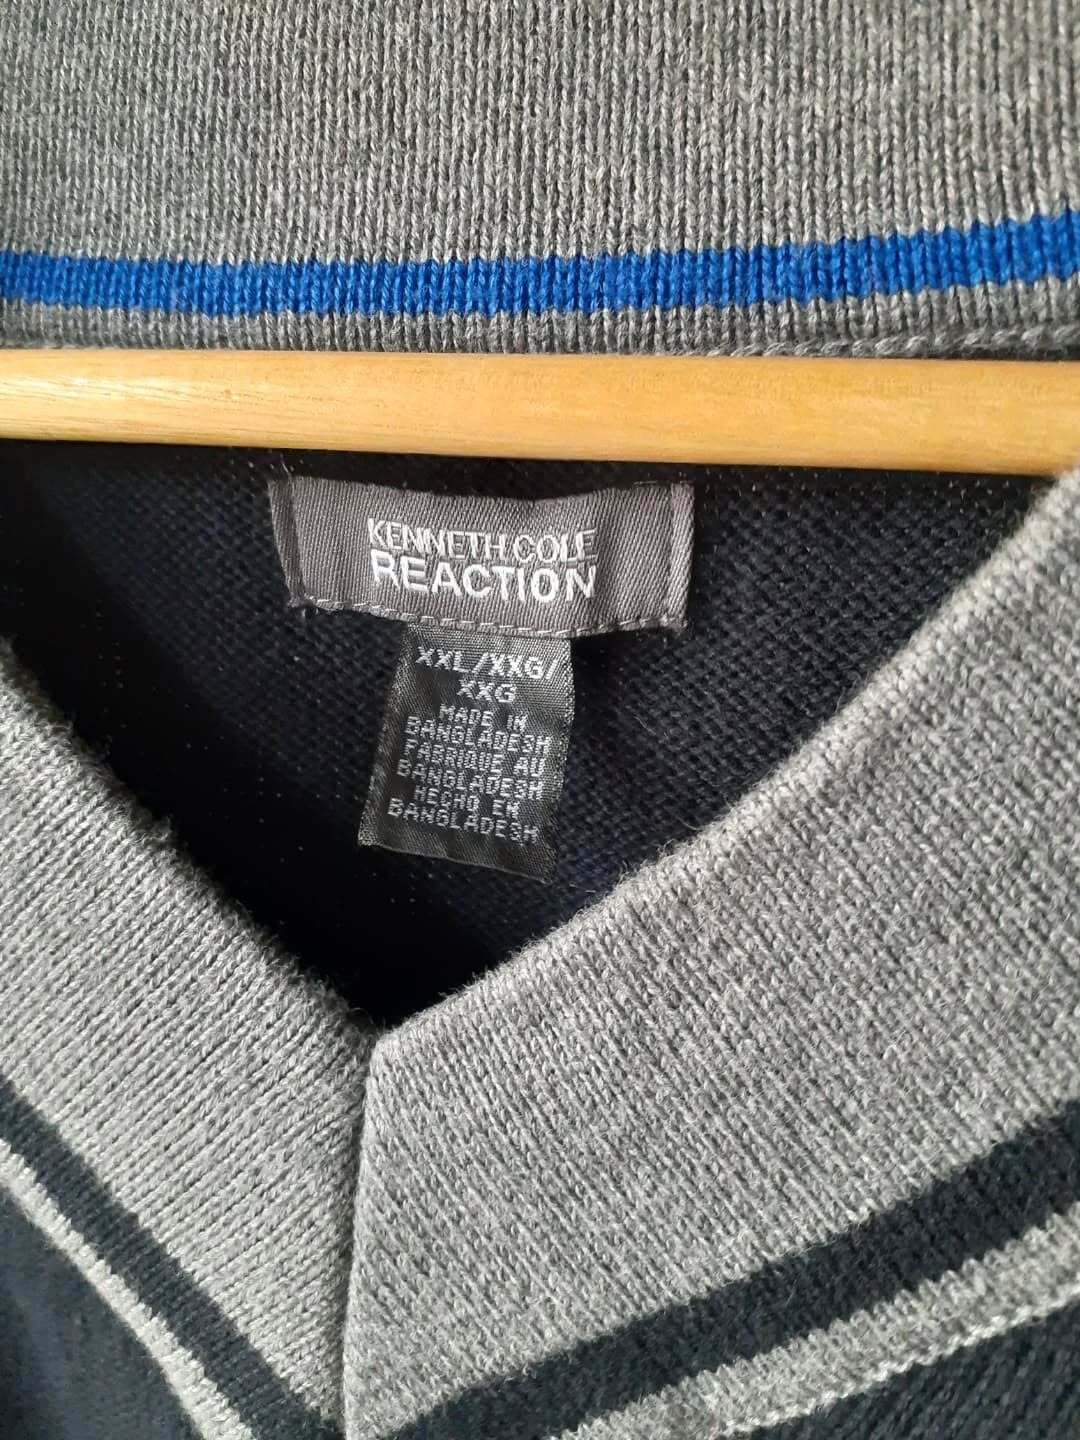 KENNETH COLE
REACTION
XXL/XXG/
XXG
MADE IN
BANGLADESH
FABRIQUE AU
BANGLADESH
HECHO EN
BANGLADESH